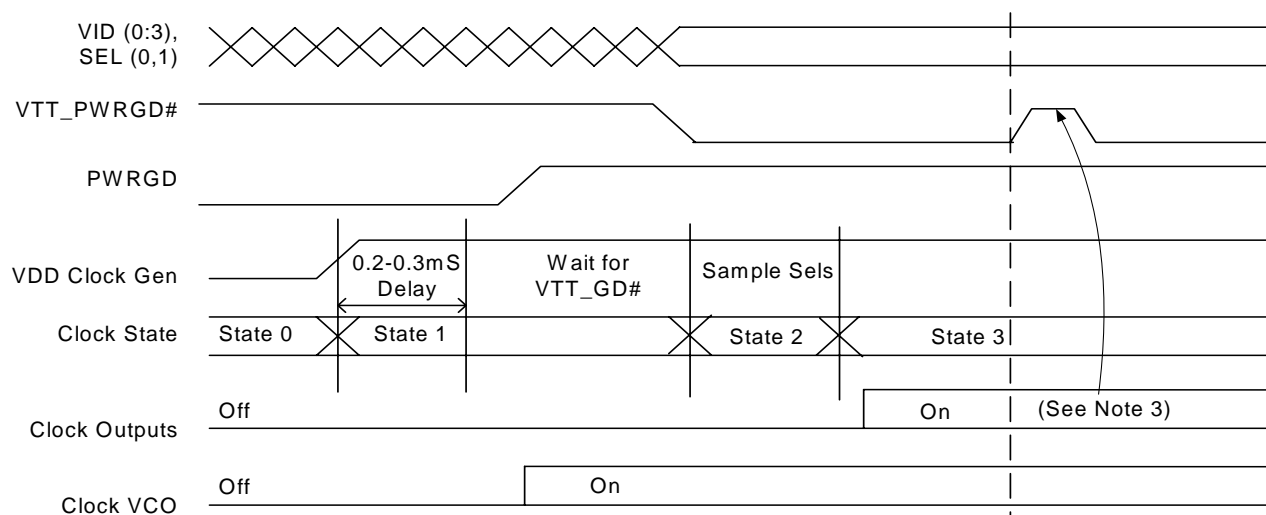 VID (0:3),
SEL (0,1)
VTT_PWRGD#
PWRGD
VDD Clock Gen
0.2-0.3mS
Delay
Wait for
VTT_GD#
Sample Sels
Clock State
State 0
State 1
State 2
State 3
Clock Outputs
Off
On
(See Note 3)
Clock VCO
Off
On